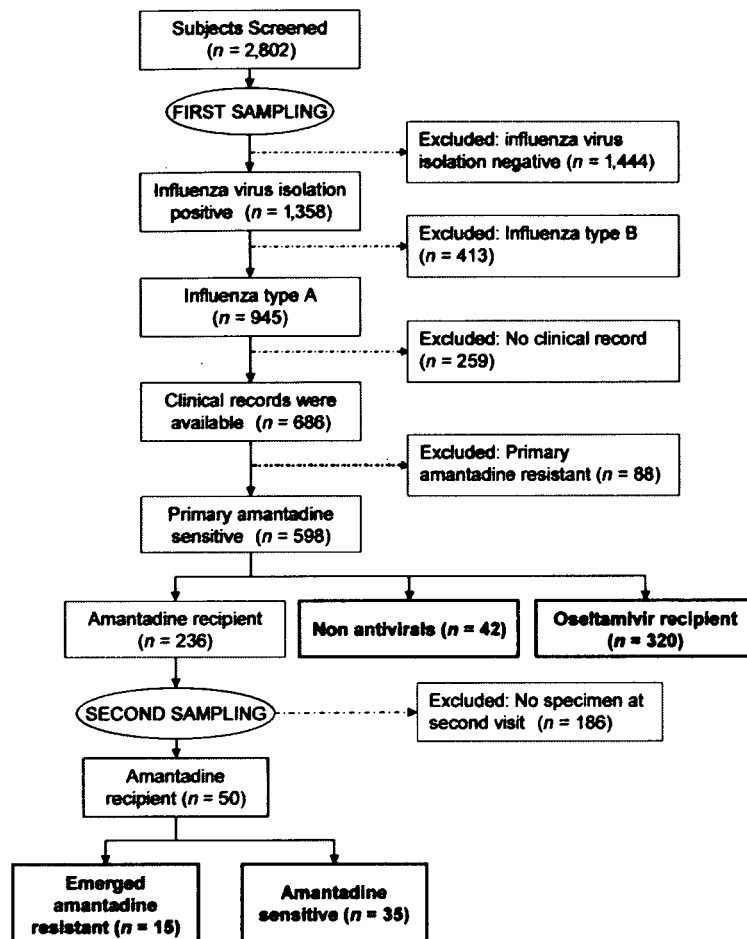 Subjects Screened
(n = 2,802)
FIRST SAMPLING
Excluded: influenza virus
isolation negative (n = 1,444)
Influenza virus isolation
positive (n = 1,358)
Excluded: Influenza type B
(n = 413)
Influenza type A
(n = 945)
Excluded: No clinical record
(n = 259)
Clinical records were
available (n = 686)
Excluded: Primary
amantadine resistant (n = 88)
Primary amantadine
sensitive (n = 598)
Amantadine recipient
(n = 236)
Non antivirals (n = 42)
Oseltamivir recipient
(n = 320)
SECOND SAMPLING
Excluded: No specimen at
second visit (n = 186)
Amantadine
recipient (n = 50)
Emerged
amantadine
resistant (n = 15)
Amantadine
sensitive (n = 35)